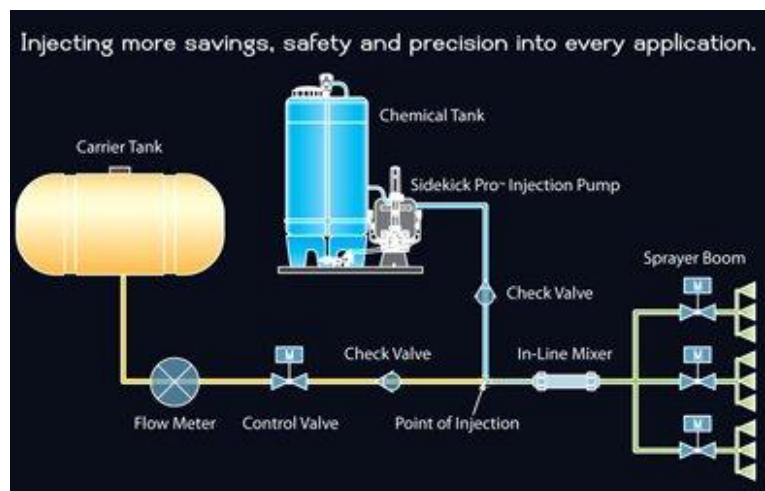 Injecting more savings, safety and precision into every application.
Chemical Tank
Carrier Tank
Sidekick Pro™ Injection Pump
Sprayer Boom
Check Valve
Check Valve
In-Line Mixer
Flow Meter
Control Valve
Point of Injection
M
M
M
M